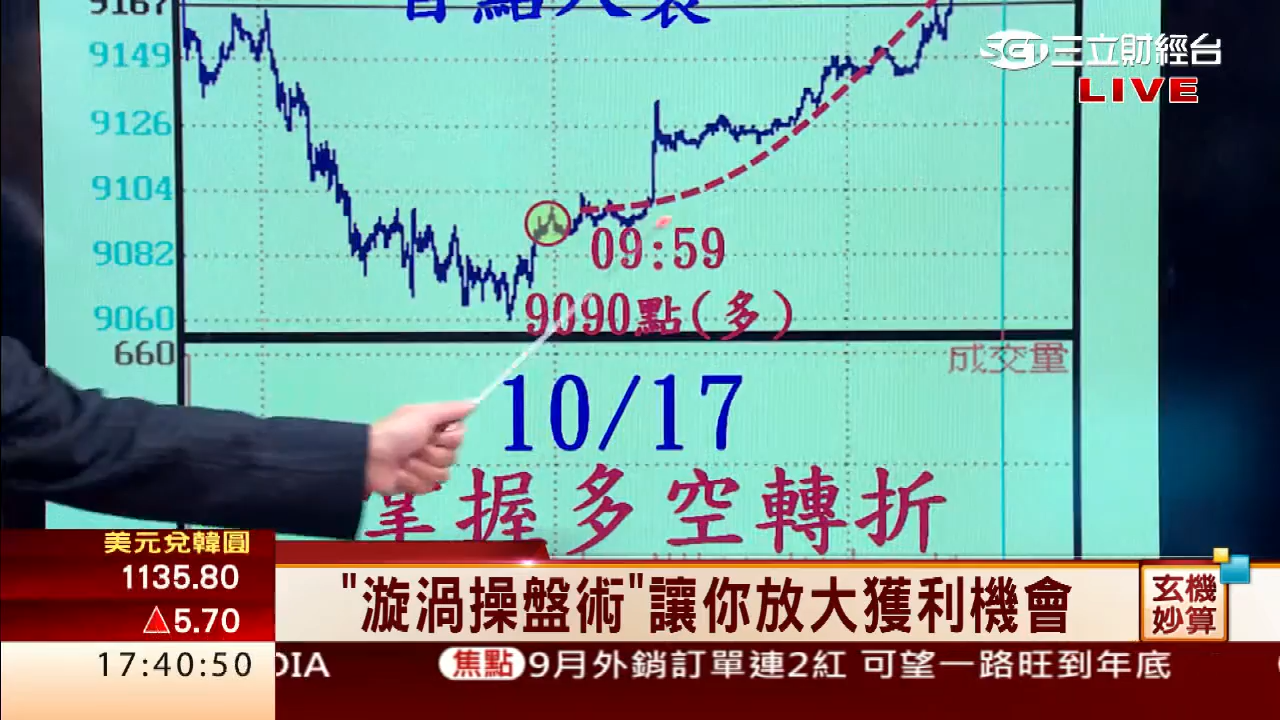 9167
9149
9126
9104
9082
9060
660
三立財經台
LIVE
09:59
9090點(多)
成交量
10/17
掌握多空轉折
美元兌韓圓
1135.80
▲5.70
17:40:50
"漩渦操盤術"讓你放大獲利機會
玄機
妙算
DIA
焦點 9月外銷訂單連2紅 可望一路旺到年底